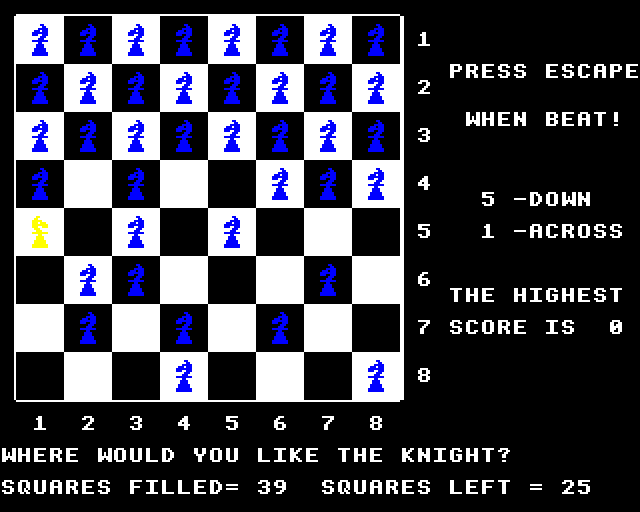 1
PRESS ESCAPE
2
WHEN BEAT!
3
4
5 -DOWN
5
1 -ACROSS
6
THE HIGHEST
7
SCORE IS 0
8
1 2 3 4 5 6 7 8
WHERE WOULD YOU LIKE THE KNIGHT?
SQUARES FILLED= 39 SQUARES LEFT = 25